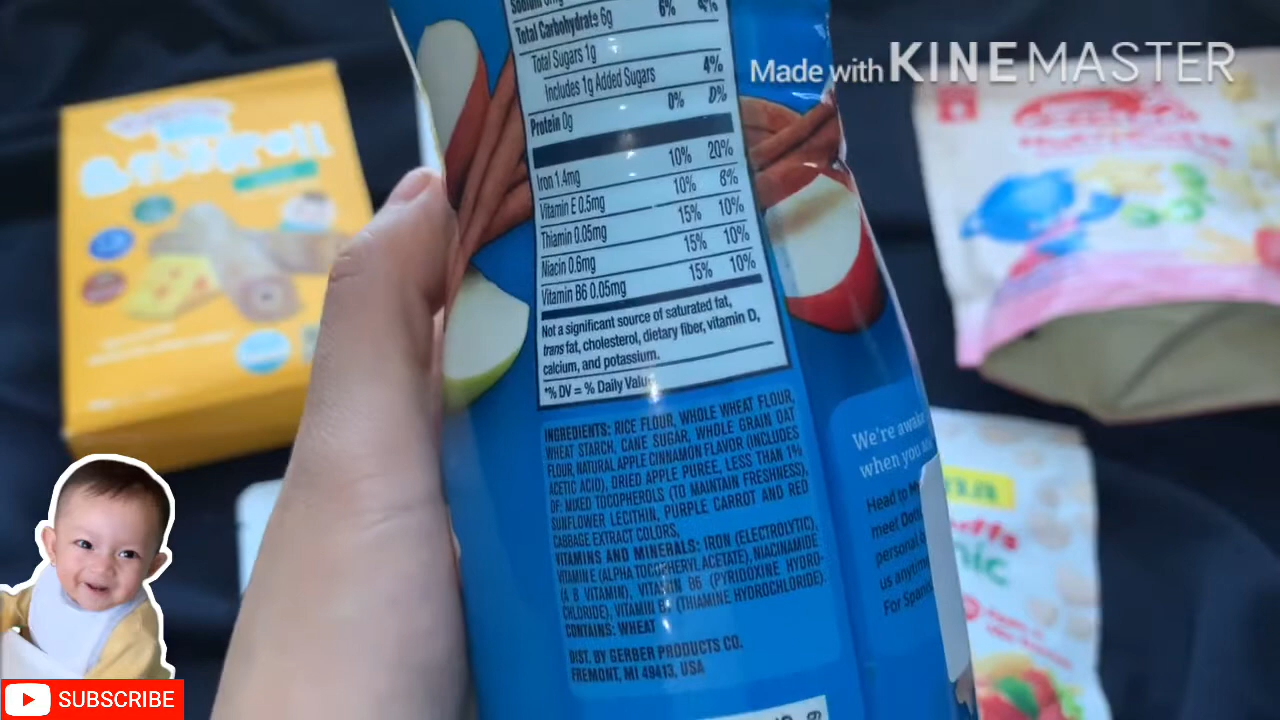 Made with KINEMASTER
Total Carbohydrate 6g 6% 4%
Total Sugars 1g
Includes 1g Added Sugars 4%
Protein 0g 0% 0%
Iron 1.4mg 10% 20%
Vitamin E 0.5mg 10% 8%
Thiamin 0.05mg 15% 10%
Niacin 0.6mg 15% 10%
Vitamin B6 0.05mg 15% 10%
Not a significant source of saturated fat,
trans fat, cholesterol, dietary fiber, vitamin D,
calcium, and potassium.
*% DV = % Daily Value
INGREDIENTS: RICE FLOUR, WHOLE WHEAT FLOUR,
WHEAT STARCH, CANE SUGAR, WHOLE GRAIN OAT
FLOUR, NATURAL APPLE CINNAMON FLAVOR (INCLUDES
ACETIC ACID), DRIED APPLE PUREE, LESS THAN 1%
OF: MIXED TOCOPHEROLS (TO MAINTAIN FRESHNESS),
SUNFLOWER LECITHIN, PURPLE CARROT AND RED
CABBAGE EXTRACT COLORS,
VITAMINS AND MINERALS: IRON (ELECTROLYTIC),
VITAMIN E (ALPHA TOCOPHERYL ACETATE), NIACINAMIDE
(A B VITAMIN), VITAMIN B6 (PYRIDOXINE HYDRO-
CHLORIDE), VITAMIN (THIAMINE HYDROCHLORIDE).
CONTAINS: WHEAT
DIST. BY GERBER PRODUCTS CO.
FREMONT, MI 49413, USA
We're awake
when you
Head to
meet
personal
us anytime
For
SUBSCRIBE